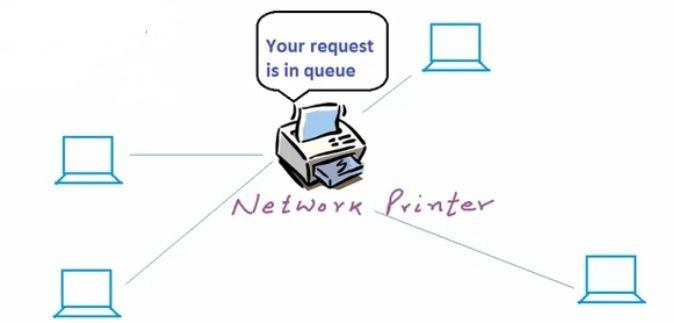 Your request
is in queue
Network Printer